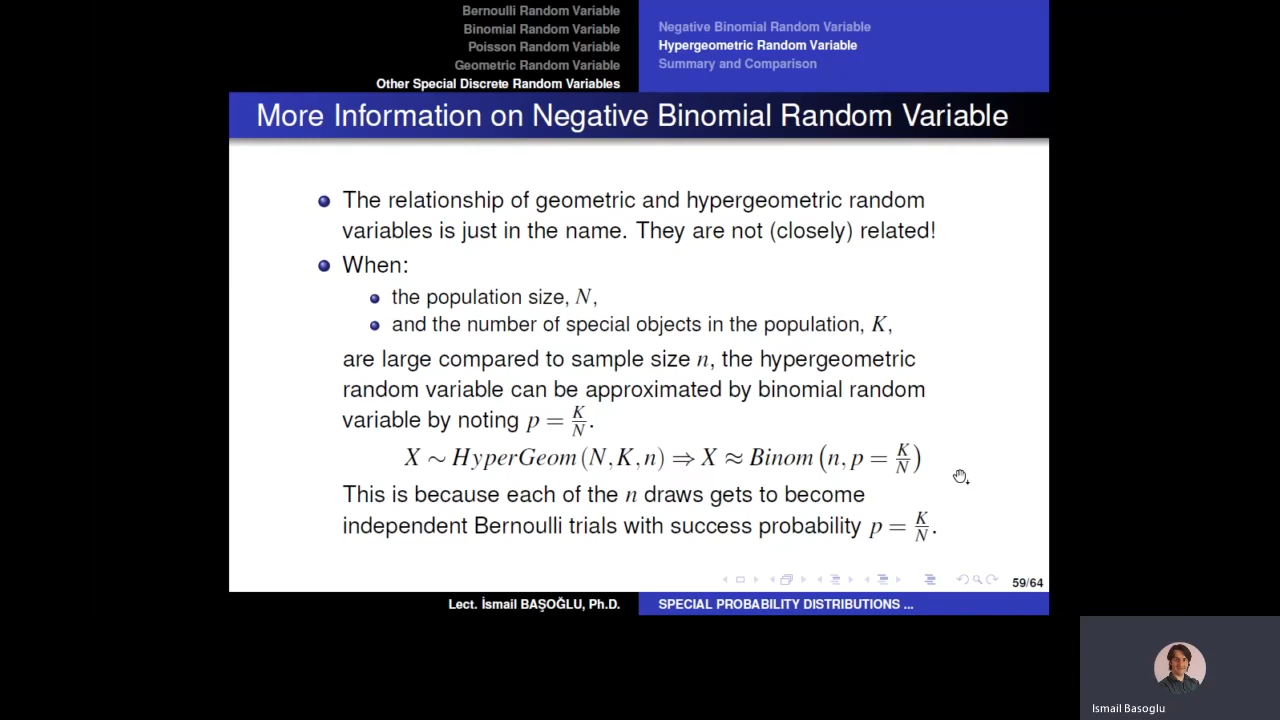 Bernoulli Random Variable
Binomial Random Variable
Poisson Random Variable
Geometric Random Variable
Other Special Discrete Random Variables
Negative Binomial Random Variable
Hypergeometric Random Variable
Summary and Comparison
More Information on Negative Binomial Random Variable
The relationship of geometric and hypergeometric random
variables is just in the name. They are not (closely) related!
When:
the population size, N,
and the number of special objects in the population, K,
are large compared to sample size n, the hypergeometric
random variable can be approximated by binomial random
variable by noting p = K/N.
X ∼ HyperGeom(N,K,n) ⇒ X ≈ Binom(n, p = K/N)
This is because each of the n draws gets to become
independent Bernoulli trials with success probability p = K/N.
59/64
Lect. İsmail BAŞOĞLU, Ph.D.
SPECIAL PROBABILITY DISTRIBUTIONS ...
Ismail Basoglu